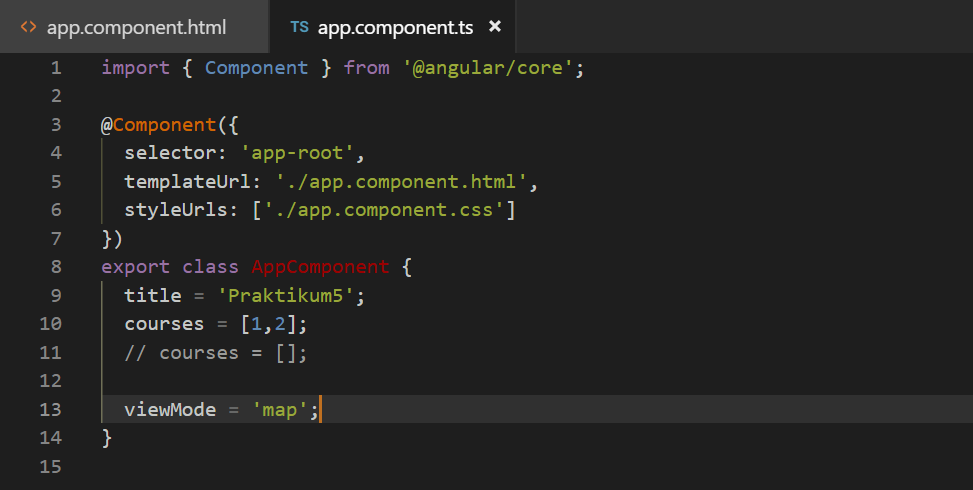 <> app.component.html TS app.component.ts ×
1 import { Component } from '@angular/core';
2
3 @Component({
4   selector: 'app-root',
5   templateUrl: './app.component.html',
6   styleUrls: ['./app.component.css']
7 })
8 export class AppComponent {
9   title = 'Praktikum5';
10   courses = [1,2];
11   // courses = [];
12
13   viewMode = 'map';
14 }
15